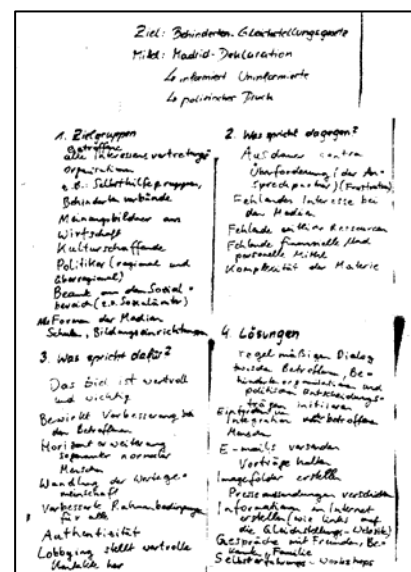 Ziel: Behinderten-Gleichstellungsgesetz
Mittel: Madrid-Deklaration
↳ informiert Uninformierte
↳ politischer Druck
1. Zielgruppen
Betroffene
alle Interessensvertretungs
organisationen
z.B.: Selbsthilfegruppen,
Behindertenverbände
Meinungsbildner aus
Wirtschaft
Kulturschaffende
Politiker (regional und
überregional)
Beamte aus dem Sozial-
bereich (z.B. Sozialämter)
Alle Formen der Medien
Schulen, Bildungseinrichtungen
2. Was spricht dagegen?
Ausdauer contra
Überforderung (der An-
sprechpartner) (Frustration)
Fehlendes Interesse bei
den Medien
Fehlende Ressourcen
Fehlende finanzielle und
personelle Mittel
Komplexität der Materie
3. Was spricht dafür?
Das Ziel ist wertvoll
und wichtig
Bewirkt Verbesserung bei
den Betroffenen
Horizonterweiterung
sogenannter normaler
Menschen
Wandlung der Wertege-
meinschaft
Verbesserte Rahmenbedingungen
für alle
Authentizität
Lobbying stellt wertvolle
Kontakte her
4. Lösungen
regelmäßigen Dialog
zwischen Betroffenen, Be-
hindertenorganisationen und
politischen Entscheidungs-
trägern initiieren
Integration betroffener
Menschen
E-mails versenden
Vorträge halten
Imagefolder erstellen
Presseaussendungen verschicken
Informationen im Internet
erstellen (wie Links auf
die Gleichstellungs-Website)
Gespräche mit Freunden, Be-
kannte, Familie
Selbsterfahrungs-Workshops